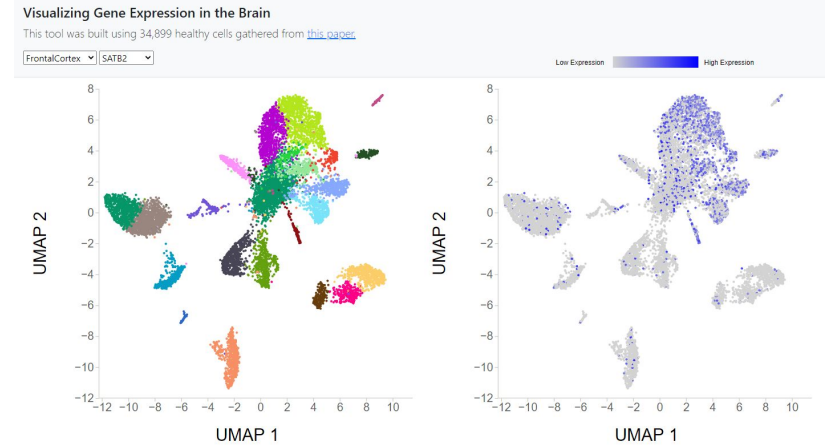 Visualizing Gene Expression in the Brain
This tool was built using 34,899 healthy cells gathered from this paper.
FrontalCortex SATB2
Low Expression High Expression
8
6
4
2
0
−2
−4
−6
−8
−10
−12
UMAP 2
−12 −10 −8 −6 −4 −2 0 2 4 6 8 10
UMAP 1
8
6
4
2
0
−2
−4
−6
−8
−10
−12
UMAP 2
−12 −10 −8 −6 −4 −2 0 2 4 6 8 10
UMAP 1